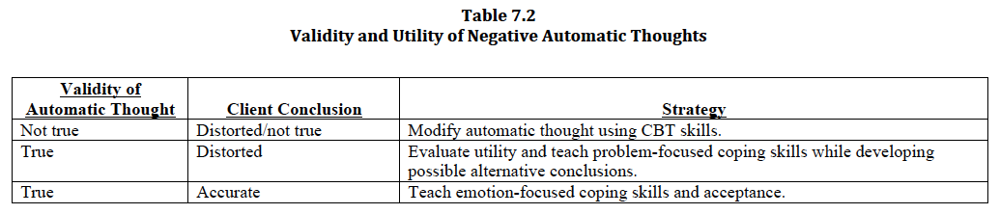 Table 7.2
Validity and Utility of Negative Automatic Thoughts
Validity of
Automatic Thought Client Conclusion Strategy
Not true Distorted/not true Modify automatic thought using CBT skills.
True Distorted Evaluate utility and teach problem-focused coping skills while developing
possible alternative conclusions.
True Accurate Teach emotion-focused coping skills and acceptance.